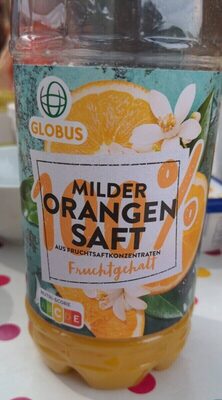 GLOBUS
100%
MILDER
ORANGEN
SAFT
AUS FRUCHTSAFTKONZENTRATEN
Fruchtgehalt
NUTRI-SCORE
C D E